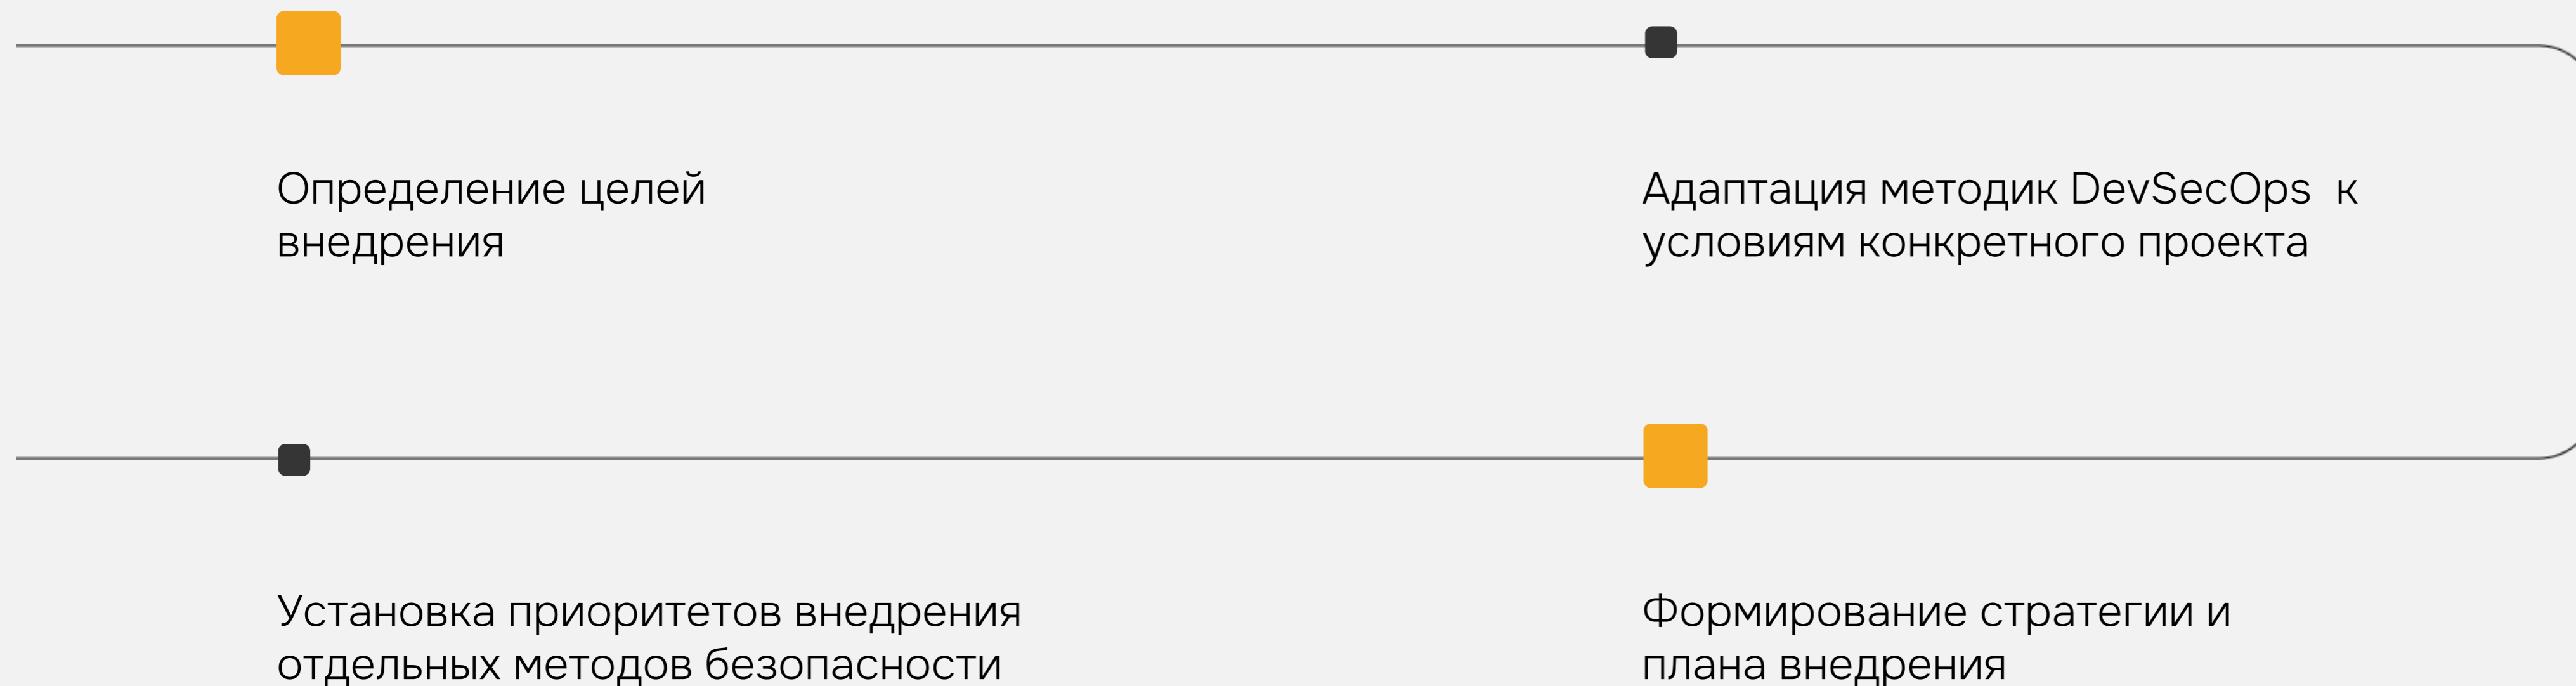 Определение целей
внедрения
Адаптация методик DevSecOps  к
условиям конкретного проекта
Установка приоритетов внедрения
отдельных методов безопасности
Формирование стратегии и
плана внедрения